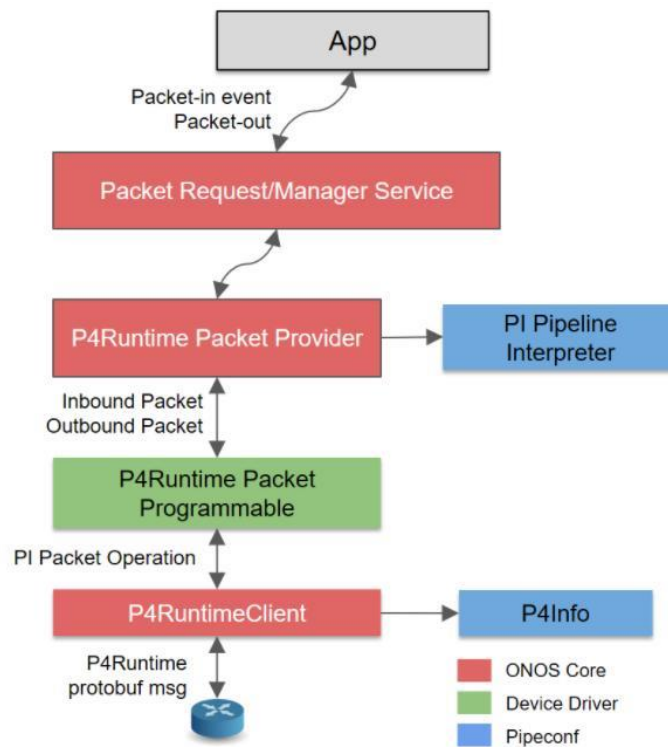 App
Packet-in event
Packet-out
Packet Request/Manager Service
P4Runtime Packet Provider
PI Pipeline
Interpreter
Inbound Packet
Outbound Packet
P4Runtime Packet
Programmable
PI Packet Operation
P4RuntimeClient
P4Info
P4Runtime
protobuf msg
ONOS Core
Device Driver
Pipeconf